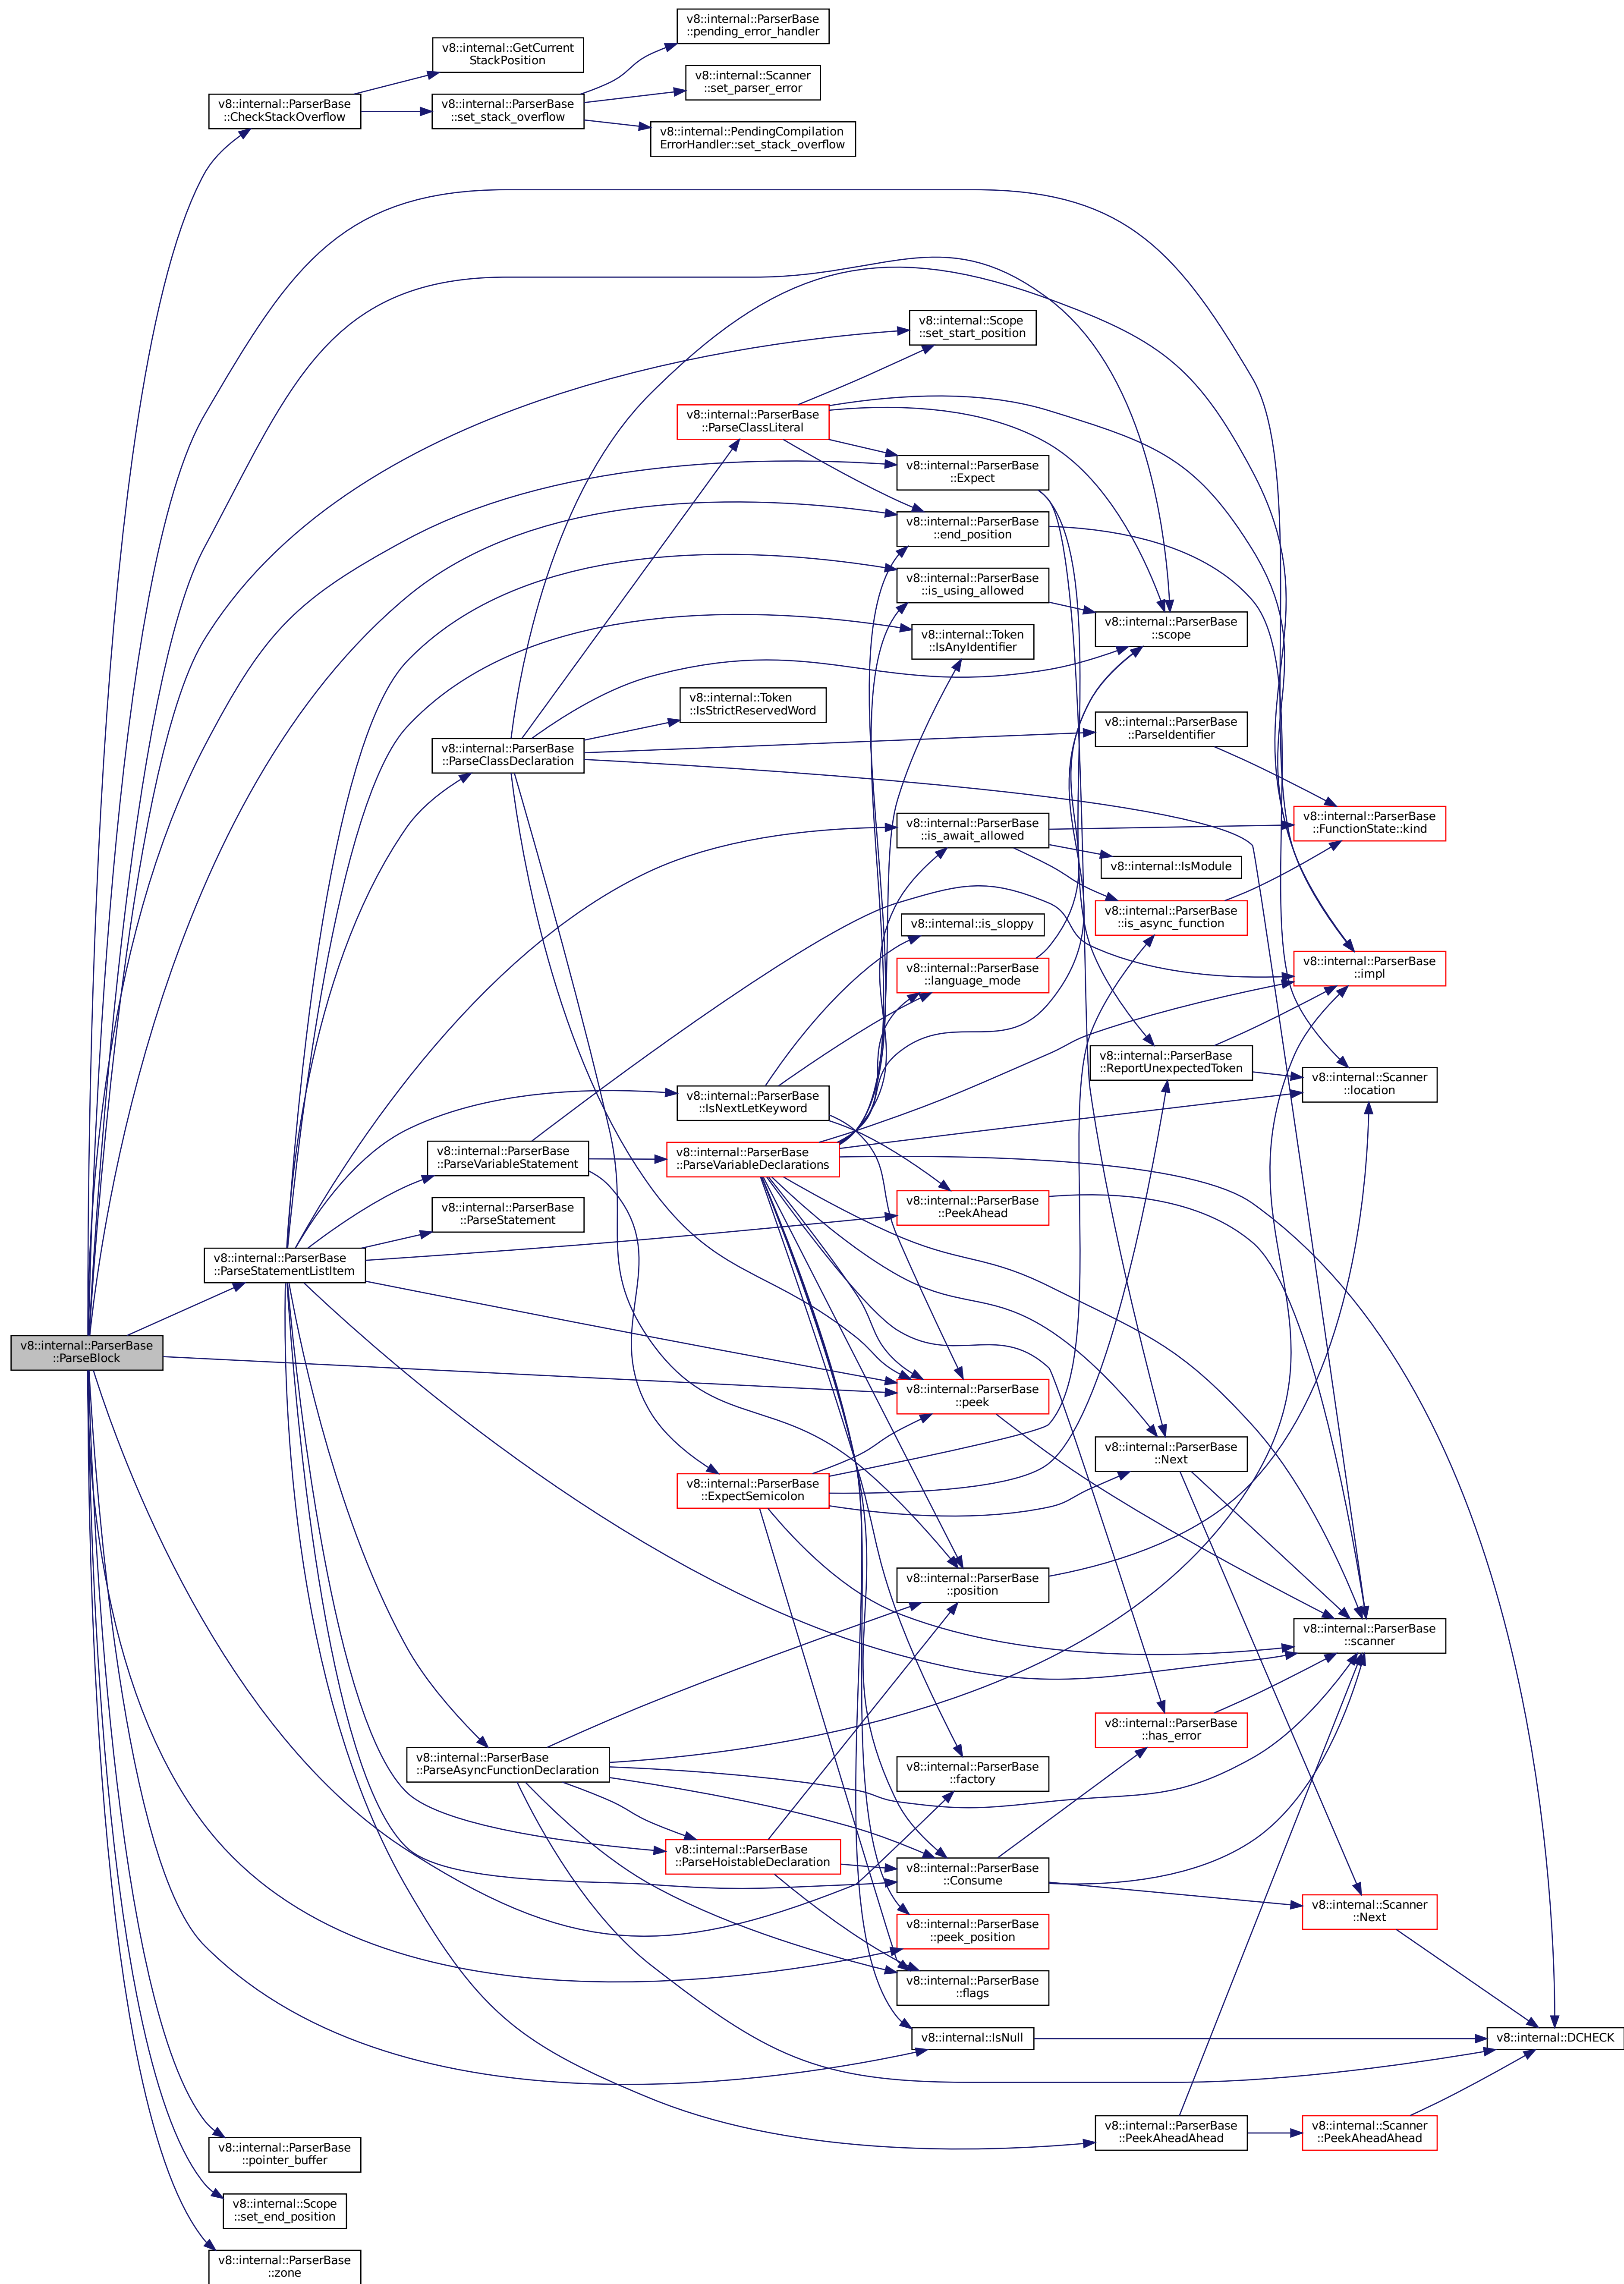 v8::internal::ParserBase
::pending_error_handler
v8::internal::GetCurrent
StackPosition
v8::internal::Scanner
::set_parser_error
v8::internal::ParserBase
::CheckStackOverflow
v8::internal::ParserBase
::set_stack_overflow
v8::internal::PendingCompilation
ErrorHandler::set_stack_overflow
v8::internal::Scope
::set_start_position
v8::internal::ParserBase
::ParseClassLiteral
v8::internal::ParserBase
::Expect
v8::internal::ParserBase
::end_position
v8::internal::ParserBase
::is_using_allowed
v8::internal::ParserBase
::scope
v8::internal::Token
::IsAnyIdentifier
v8::internal::Token
::IsStrictReservedWord
v8::internal::ParserBase
::ParseIdentifier
v8::internal::ParserBase
::ParseClassDeclaration
v8::internal::ParserBase
::FunctionState::kind
v8::internal::ParserBase
::is_await_allowed
v8::internal::IsModule
v8::internal::ParserBase
::is_async_function
v8::internal::is_sloppy
v8::internal::ParserBase
::language_mode
v8::internal::ParserBase
::impl
v8::internal::ParserBase
::ReportUnexpectedToken
v8::internal::Scanner
::location
v8::internal::ParserBase
::IsNextLetKeyword
v8::internal::ParserBase
::ParseVariableStatement
v8::internal::ParserBase
::ParseVariableDeclarations
v8::internal::ParserBase
::PeekAhead
v8::internal::ParserBase
::ParseStatement
v8::internal::ParserBase
::ParseStatementListItem
v8::internal::ParserBase
::ParseBlock
v8::internal::ParserBase
::peek
v8::internal::ParserBase
::Next
v8::internal::ParserBase
::ExpectSemicolon
v8::internal::ParserBase
::position
v8::internal::ParserBase
::scanner
v8::internal::ParserBase
::has_error
v8::internal::ParserBase
::ParseAsyncFunctionDeclaration
v8::internal::ParserBase
::factory
v8::internal::ParserBase
::ParseHoistableDeclaration
v8::internal::ParserBase
::Consume
v8::internal::Scanner
::Next
v8::internal::ParserBase
::peek_position
v8::internal::ParserBase
::flags
v8::internal::IsNull
v8::internal::DCHECK
v8::internal::ParserBase
::PeekAheadAhead
v8::internal::Scanner
::PeekAheadAhead
v8::internal::ParserBase
::pointer_buffer
v8::internal::Scope
::set_end_position
v8::internal::ParserBase
::zone